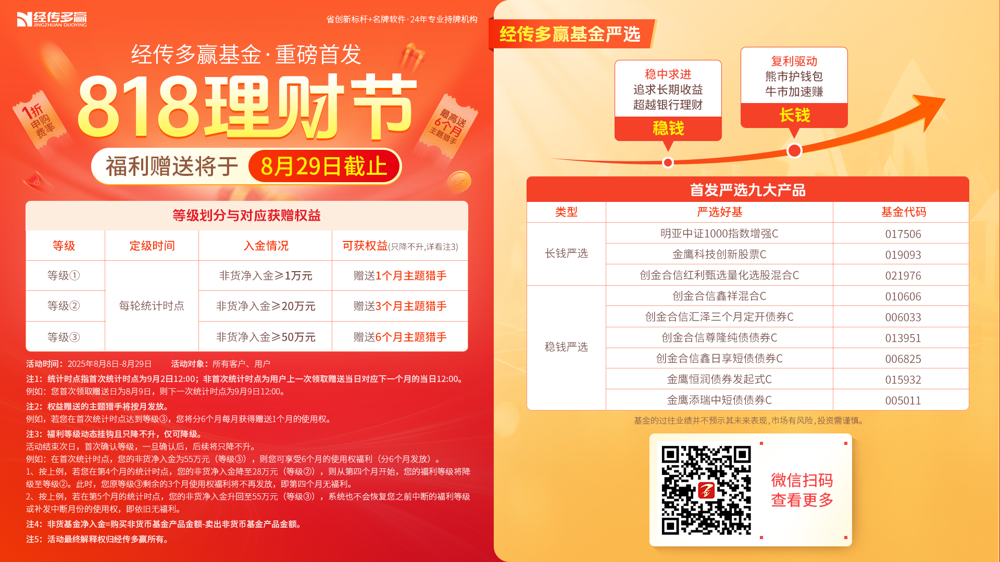 经传多赢
JINGZHUAN DUOYING
省创新标杆+名牌软件·24年专业持牌机构
经传多赢基金·重磅首发
818理财节
1折
申购
费率
最高送
6个月
主题猎手
福利赠送将于 8月29日截止
等级划分与对应获赠权益
等级 定级时间 入金情况 可获权益(只降不升,详看注3)
等级① 非货净入金≥1万元 赠送1个月主题猎手
等级② 每轮统计时点 非货净入金≥20万元 赠送3个月主题猎手
等级③ 非货净入金≥50万元 赠送6个月主题猎手
活动时间：2025年8月8日-8月29日 活动对象：所有客户、用户
注1：统计时点指首次统计时点为9月2日12:00；非首次统计时点为用户上一次领取赠送当日对应下一个月的当日12:00。
例如：您首次领取赠送日为8月9日，则下一次统计时点为9月9日12:00。
注2：权益赠送的主题猎手将按月发放。
例如，若您在首次统计时点达到等级③，您将分6个月每月获得赠送1个月的使用权。
注3：福利等级动态挂钩且只降不升，仅可降级。
活动结束次日，首次确认等级，一旦确认后，后续将只降不升。
例如：在首次统计时点，您的非货净入金为55万元（等级③），则您可享受6个月的使用权福利（分6个月发放）。
1、按上例，若您在第4个月的统计时点，您的非货净入金降至28万元（等级②），则从第四个月开始，您的福利等级将降
级至等级②。此时，您原等级③剩余的3个月使用权福利将不再发放，即第四个月无福利。
2、按上例，若在第5个月的统计时点，您的非货净入金升回至55万元（等级③），系统也不会恢复您之前中断的福利等级
或补发中断月份的使用权，即依旧无福利。
注4：非货基金净入金=购买非货币基金产品金额-卖出非货币基金产品金额。
注5：活动最终解释权归经传多赢所有。
经传多赢基金严选
稳中求进
追求长期收益
超越银行理财
稳钱
复利驱动
熊市护钱包
牛市加速赚
长钱
首发严选九大产品
类型 严选好基 基金代码
长钱严选
明亚中证1000指数增强C 017506
金鹰科技创新股票C 019093
创金合信红利甄选量化选股混合C 021976
稳钱严选
创金合信鑫祥混合C 010606
创金合信汇泽三个月定开债券C 006033
创金合信尊隆纯债债券C 013951
创金合信鑫日享短债债券C 006825
金鹰恒润债券发起式C 015932
金鹰添瑞中短债债券C 005011
基金的过往业绩并不预示其未来表现,市场有风险,投资需谨慎。
微信扫码
查看更多